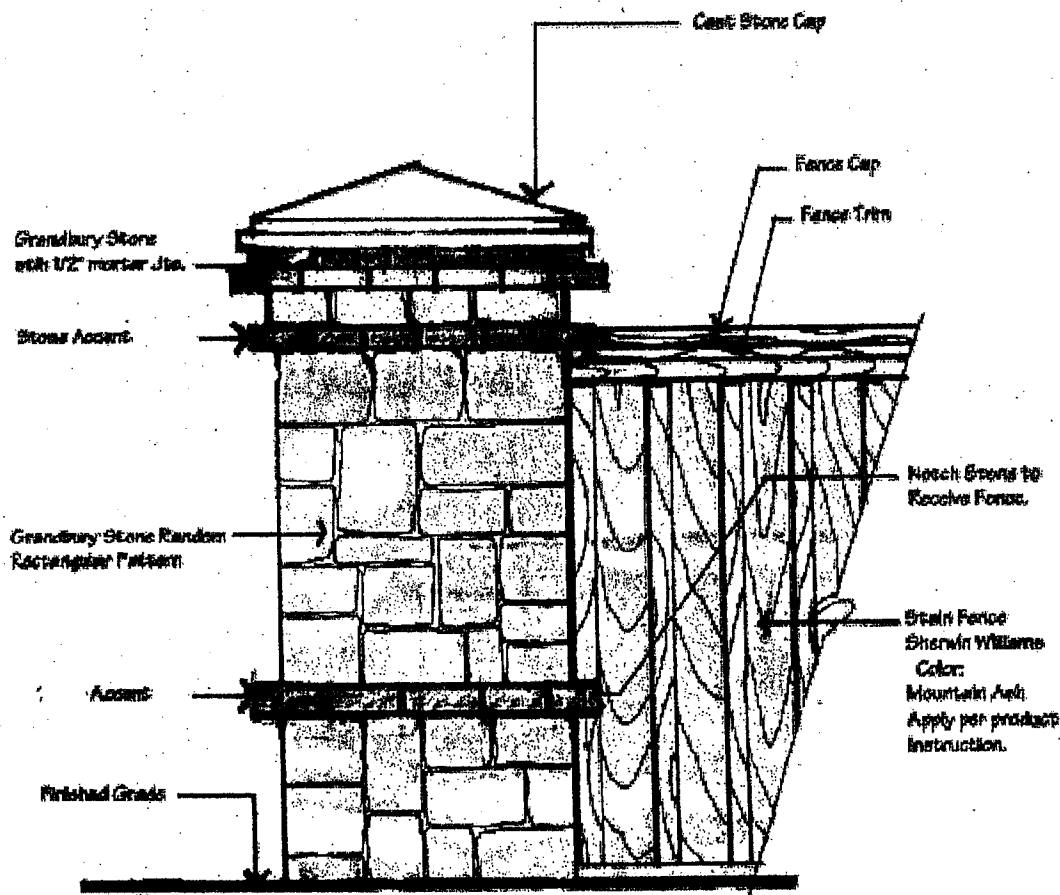 Cast Stone Cap
Fence Cap
Fence Trim
Grandbury Stone
with 1/2" mortar Jts.
Stone Accent
Notch Stone to
Receive Fence.
Grandbury Stone Random
Rectangular Pattern
Stain Fence
Sherwin Williams
Color:
Mountain Ash
Apply per product
Instruction.
Accent
Finished Grade